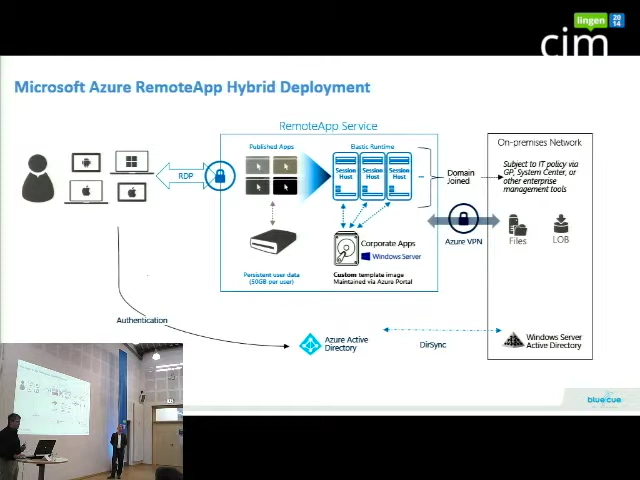 lingen
20
14
cim
Microsoft Azure RemoteApp Hybrid Deployment
RemoteApp Service
Published Apps
Elastic Runtime
On-premises Network
RDP
Session
Host
Session
Host
Session
Host
Domain
Joined
Subject to IT policy via
GP, System Center, or
other enterprise
management tools
Corporate Apps
Windows Server
Azure VPN
Files
LOB
Persistent user data
(50GB per user)
Custom template image
Maintained via Azure Portal
Authentication
Azure Active
Directory
DirSync
Windows Server
Active Directory
blue cue